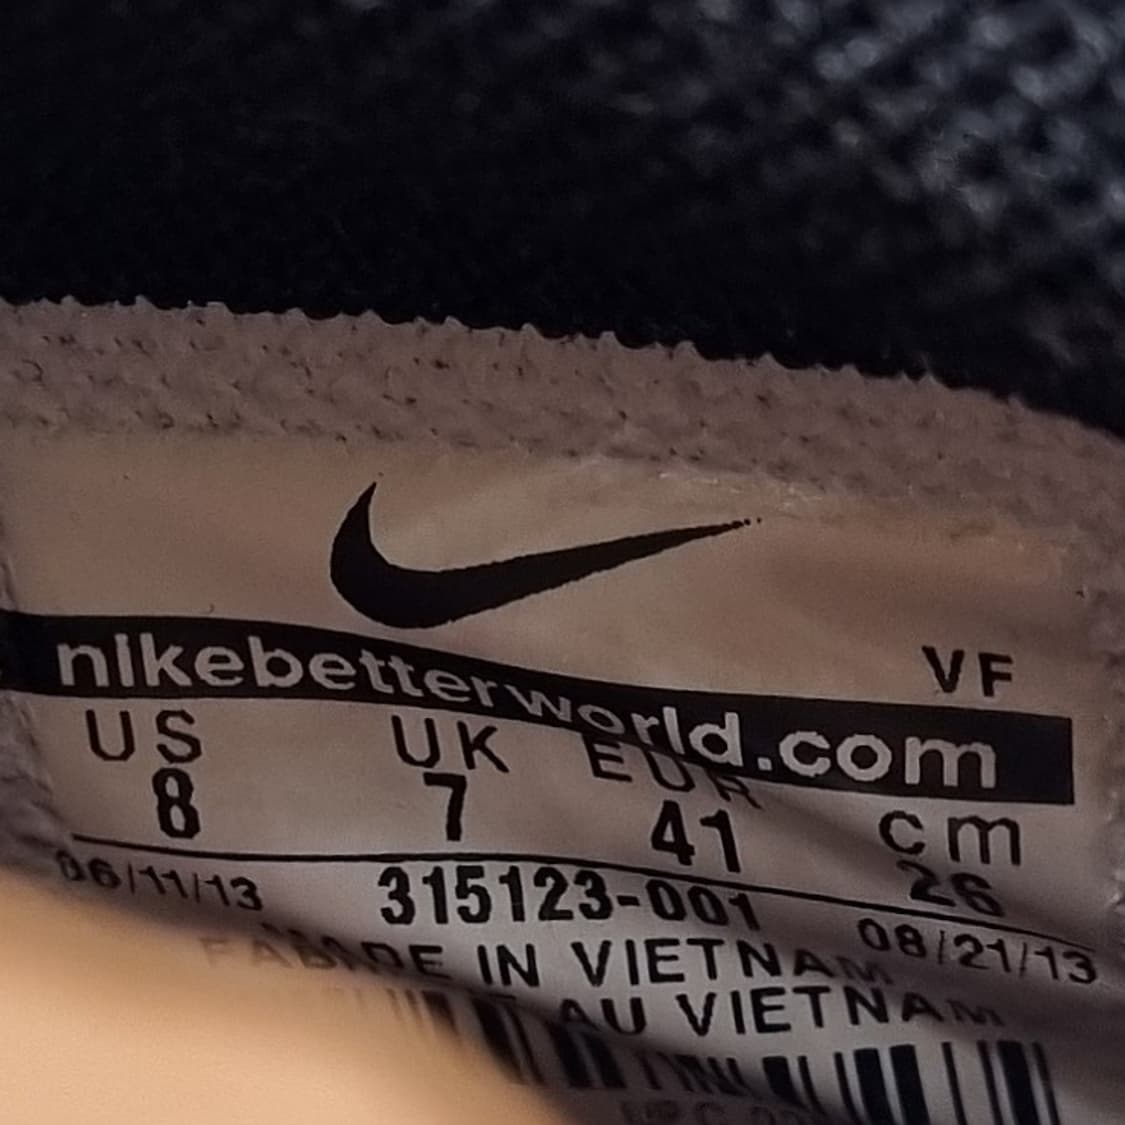 nikebetterworld.com
VF
US UK EUR cm
8 7 41 26
06/11/13 315123-001 08/21/13
MADE IN VIETNAM
AU VIETNAM